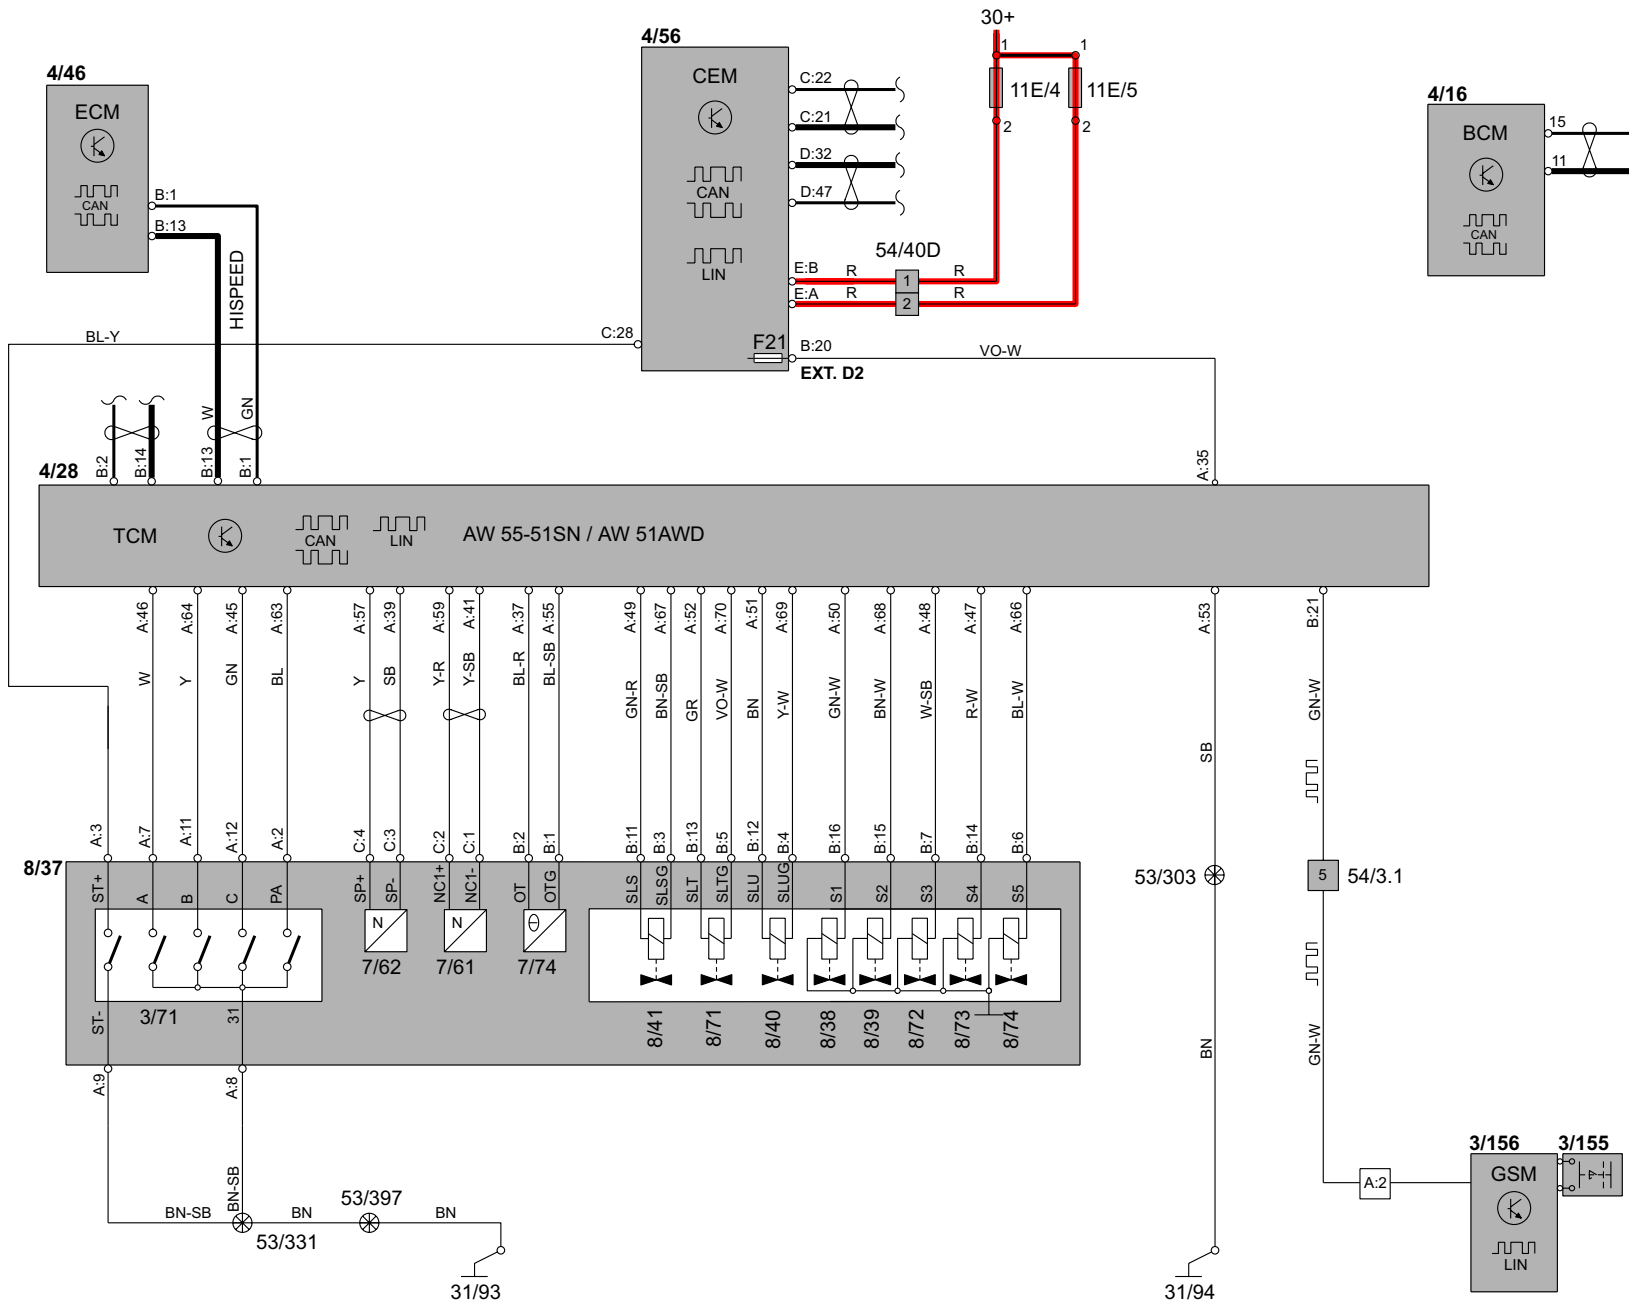 30+
4/56
CEM
C:22
C:21
D:32
CAN
D:47
LIN
1
1
11E/4
11E/5
2
2
54/40D
E:B
R
1
R
E:A
R
2
R
C:28
F21
B:20
VO-W
EXT. D2
4/46
ECM
CAN
B:1
B:13
HISPEED
BL-Y
4/16
BCM
15
11
CAN
W
GN
B:2
B:14
B:13
B:1
A:35
4/28
TCM
CAN
LIN
AW 55-51SN / AW 51AWD
A:46
A:64
A:45
A:63
A:57
A:39
A:59
A:41
A:37
A:55
A:49
A:67
A:52
A:70
A:51
A:69
A:50
A:68
A:48
A:47
A:66
A:53
B:21
W
Y
GN
BL
Y
SB
Y-R
Y-SB
BL-R
BL-SB
GN-R
BN-SB
GR
VO-W
BN
Y-W
GN-W
BN-W
W-SB
R-W
BL-W
SB
GN-W
A:3
A:7
A:11
A:12
A:2
C:4
C:3
C:2
C:1
B:2
B:1
B:11
B:3
B:13
B:5
B:12
B:4
B:16
B:15
B:7
B:14
B:6
8/37
ST+
A
B
C
PA
SP+
SP-
NC1+
NC1-
OT
OTG
SLS
SLSG
SLT
SLTG
SLU
SLUG
S1
S2
S3
S4
S5
53/303
5
54/3.1
N
N
7/62
7/61
7/74
ST-
3/71
31
8/41
8/71
8/40
8/38
8/39
8/72
8/73
8/74
BN
GN-W
A:9
A:8
BN-SB
BN-SB
53/331
BN
53/397
BN
31/93
31/94
A:2
3/156
GSM
LIN
3/155